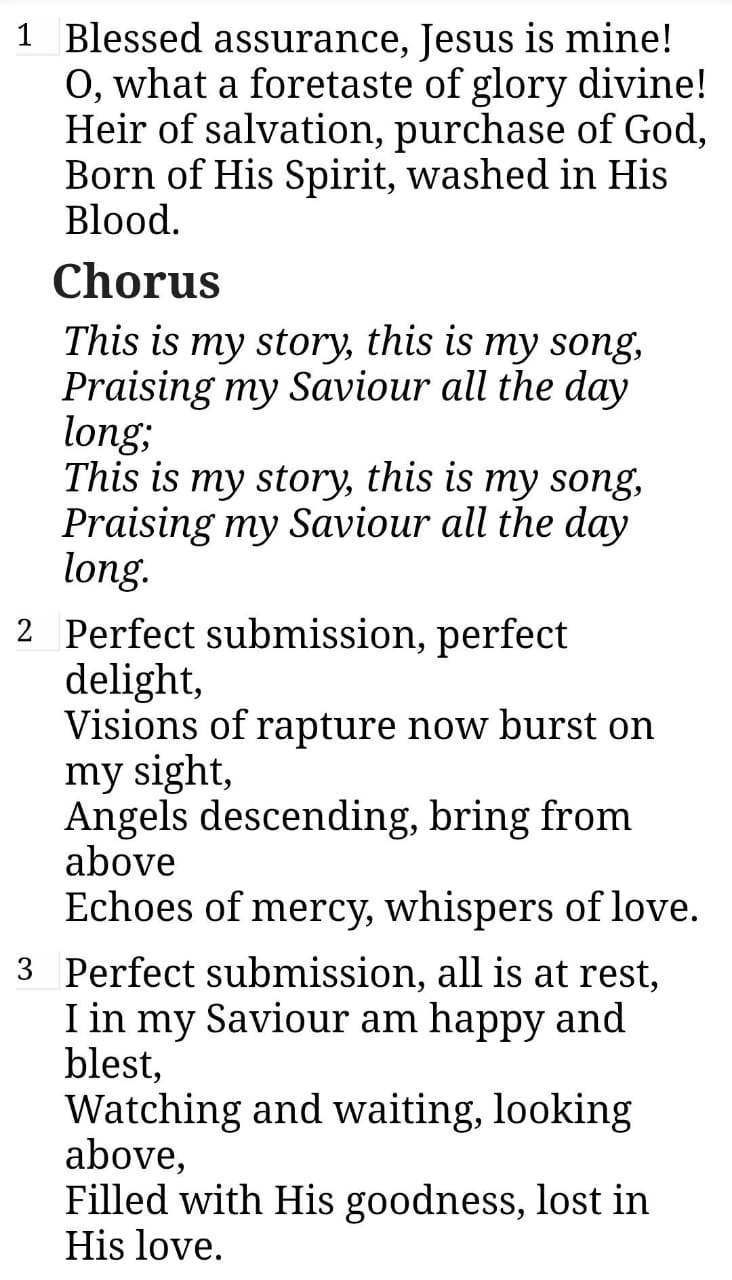 1 Blessed assurance, Jesus is mine!
O, what a foretaste of glory divine!
Heir of salvation, purchase of God,
Born of His Spirit, washed in His
Blood.
Chorus
This is my story, this is my song,
Praising my Saviour all the day
long;
This is my story, this is my song,
Praising my Saviour all the day
long.
2 Perfect submission, perfect
delight,
Visions of rapture now burst on
my sight,
Angels descending, bring from
above
Echoes of mercy, whispers of love.
3 Perfect submission, all is at rest,
I in my Saviour am happy and
blest,
Watching and waiting, looking
above,
Filled with His goodness, lost in
His love.